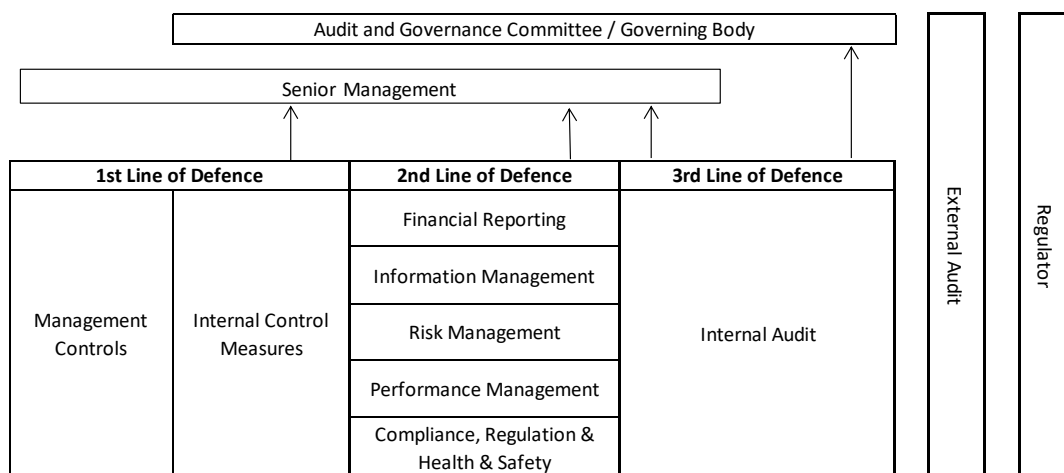 Audit and Governance Committee / Governing Body
Senior Management
1st Line of Defence
2nd Line of Defence
3rd Line of Defence
Management
Controls
Internal Control
Measures
Financial Reporting
Information Management
Risk Management
Performance Management
Compliance, Regulation &
Health & Safety
Internal Audit
External Audit
Regulator